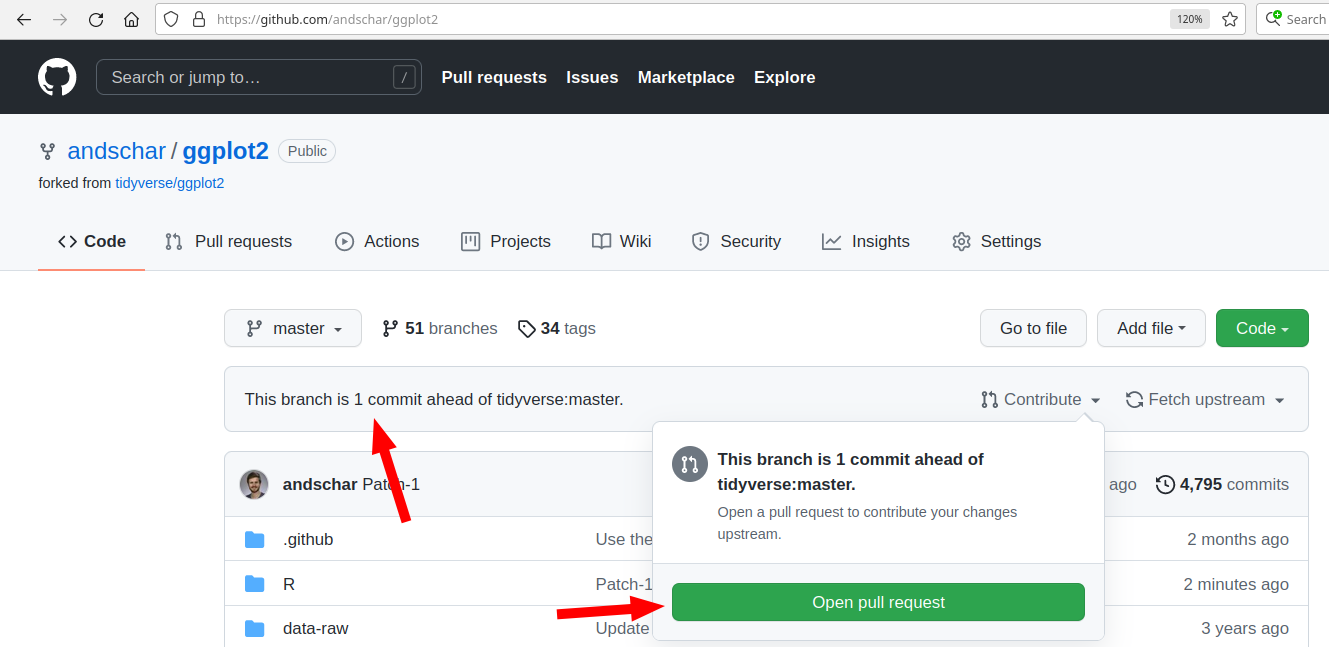 https://github.com/andschar/ggplot2 120% Search
Search or jump to… / Pull requests Issues Marketplace Explore
andschar / ggplot2 Public
forked from tidyverse/ggplot2
Code Pull requests Actions Projects Wiki Security Insights Settings
master 51 branches 34 tags Go to file Add file Code
This branch is 1 commit ahead of tidyverse:master. Contribute Fetch upstream
This branch is 1 commit ahead of
tidyverse:master.
Open a pull request to contribute your changes
upstream.
Open pull request
andschar Patch-1 ago 4,795 commits
.github Use the 2 months ago
R Patch-1 2 minutes ago
data-raw Update 3 years ago